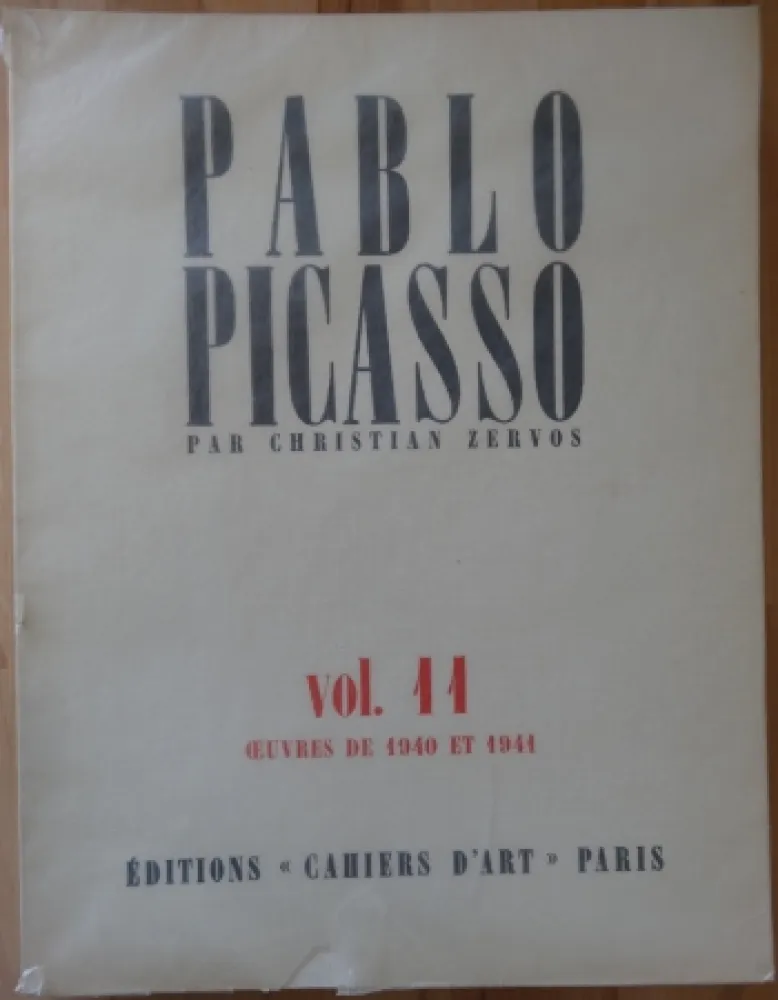 PABLO
PICASSO
PAR CHRISTIAN ZERVOS
vol. 11
ŒUVRES DE 1940 ET 1941
ÉDITIONS « CAHIERS D'ART » PARIS